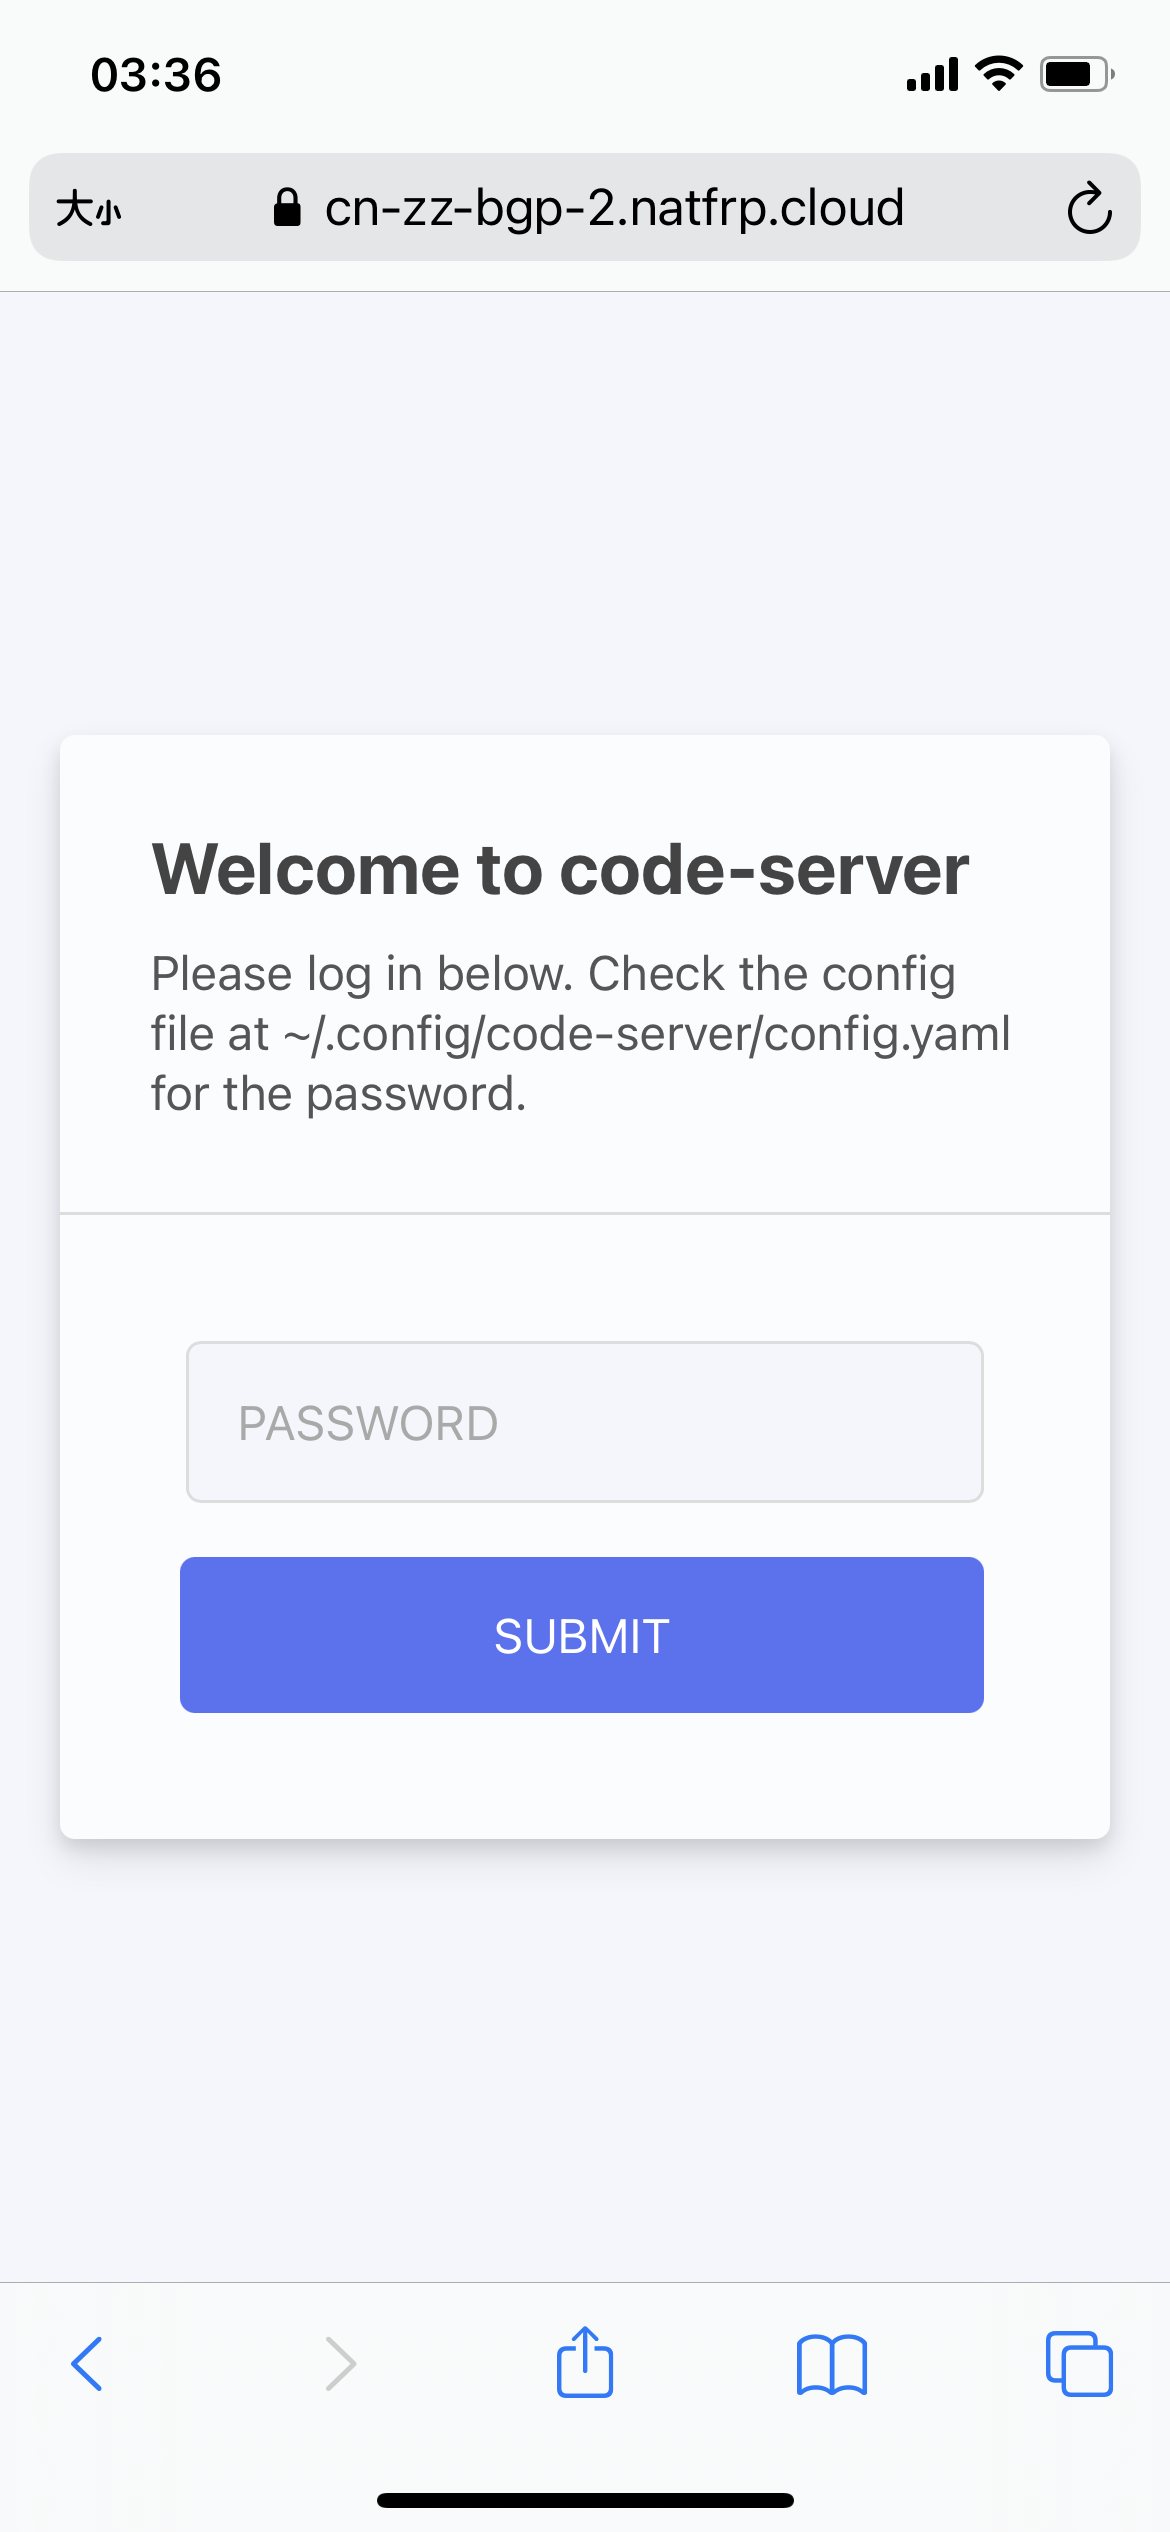 03:36
大小 cn-zz-bgp-2.natfrp.cloud
Welcome to code-server
Please log in below. Check the config
file at ~/.config/code-server/config.yaml
for the password.
PASSWORD
SUBMIT